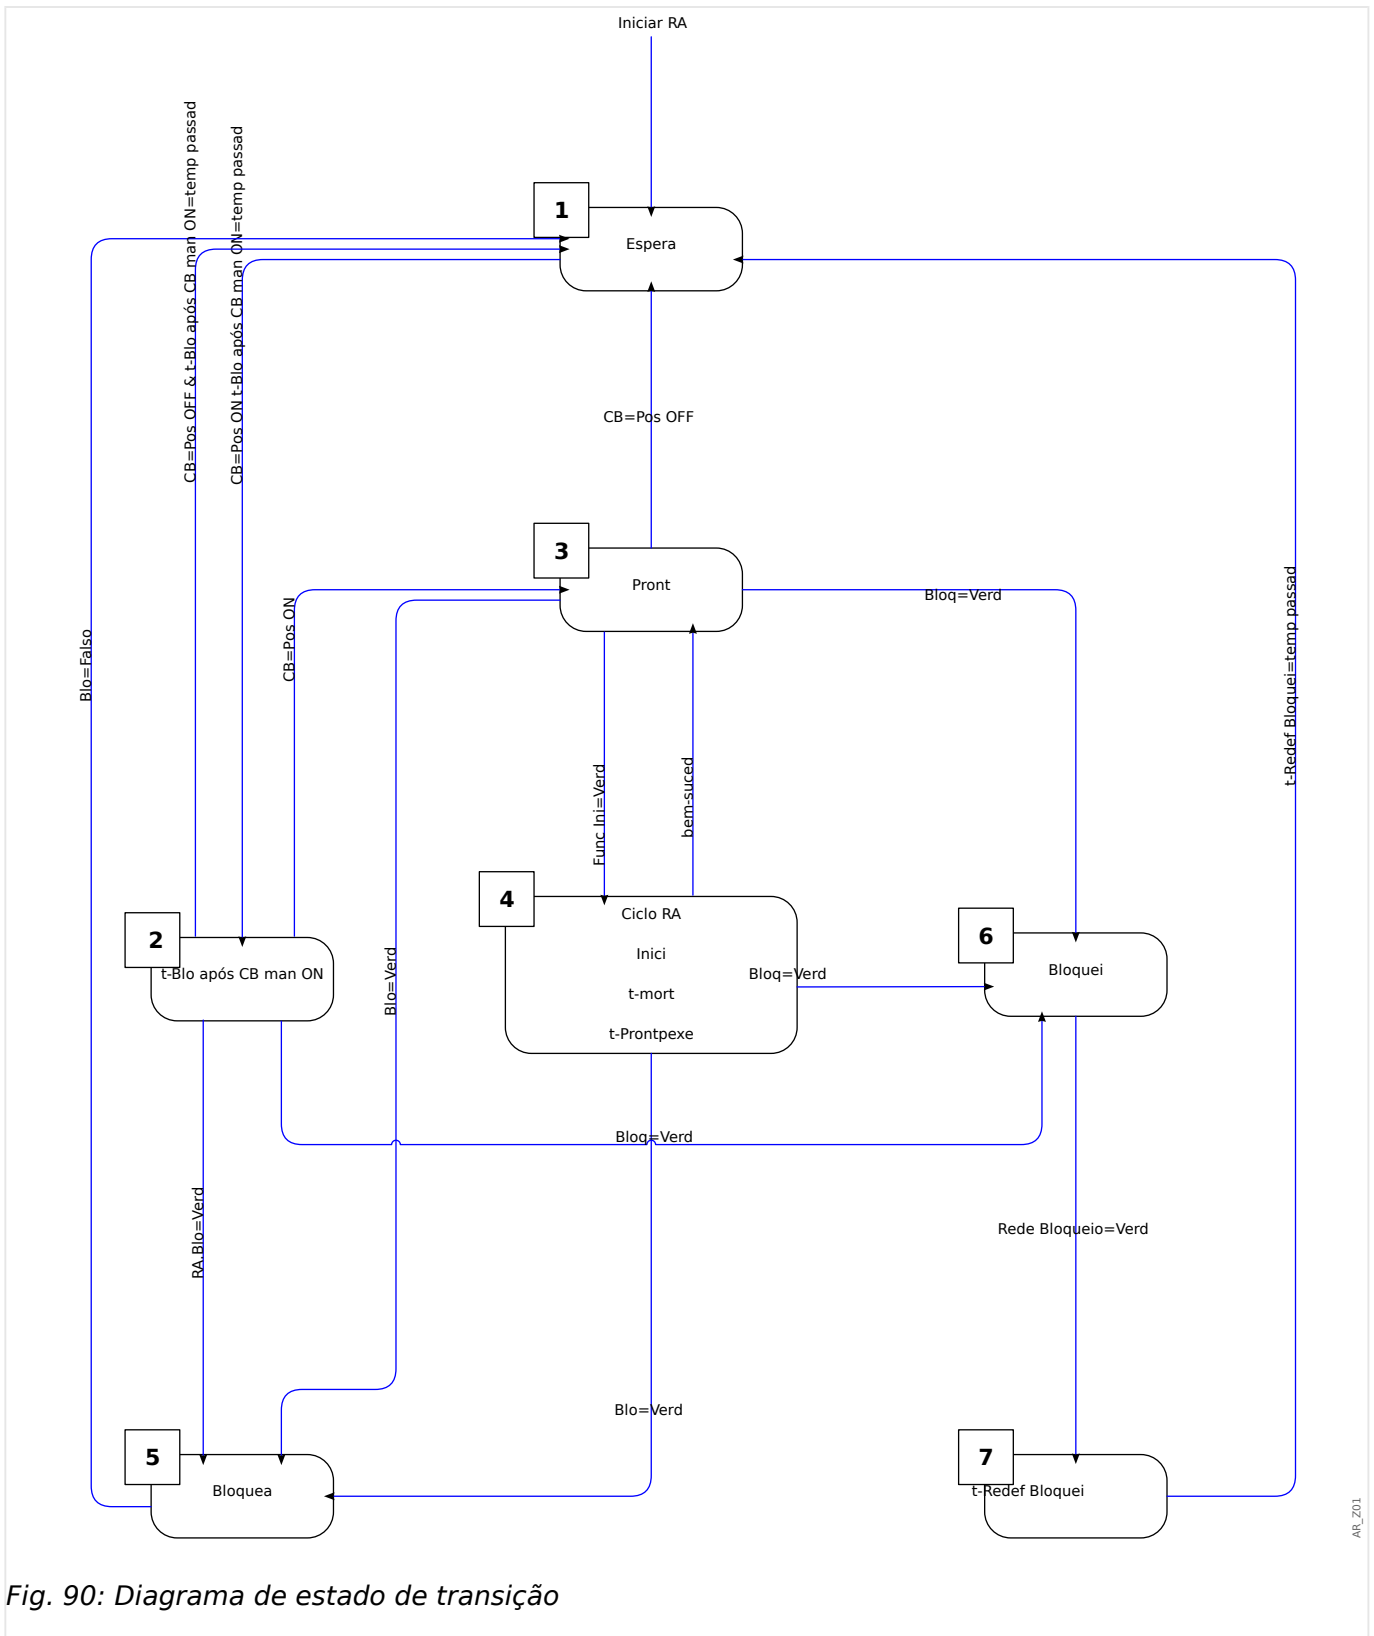 Iniciar RA
CB=Pos OFF & t-Blo após CB man ON=temp passad
CB=Pos ON t-Blo após CB man ON=temp passad
1
Espera
CB=Pos OFF
3
Pront
Bloq=Verd
CB=Pos ON
Blo=Falso
t-Redef Bloquei=temp passad
Func Ini=Verd
bem-suced
4
Ciclo RA
Inici
t-mort
t-Prontpexe
Bloq=Verd
2
t-Blo após CB man ON
Blo=Verd
6
Bloquei
Bloq=Verd
RA.Blo=Verd
Rede Bloqueio=Verd
Blo=Verd
5
Bloquea
7
t-Redef Bloquei
AR_Z01
Fig. 90: Diagrama de estado de transição